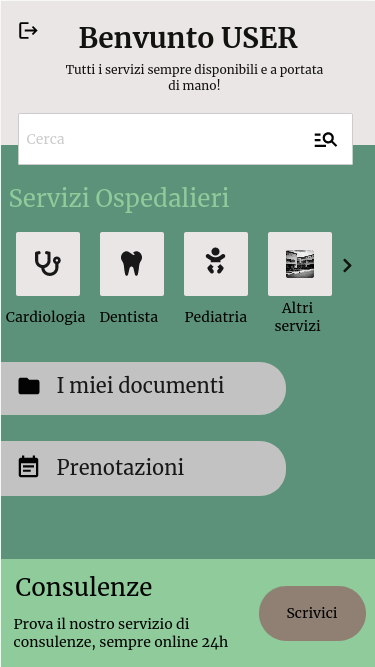 Benvunto USER
Tutti i servizi sempre disponibili e a portata
di mano!
Cerca
Servizi Ospedalieri
Cardiologia
Dentista
Pediatria
Altri
servizi
I miei documenti
Prenotazioni
Consulenze
Prova il nostro servizio di
consulenze, sempre online 24h
Scrivici